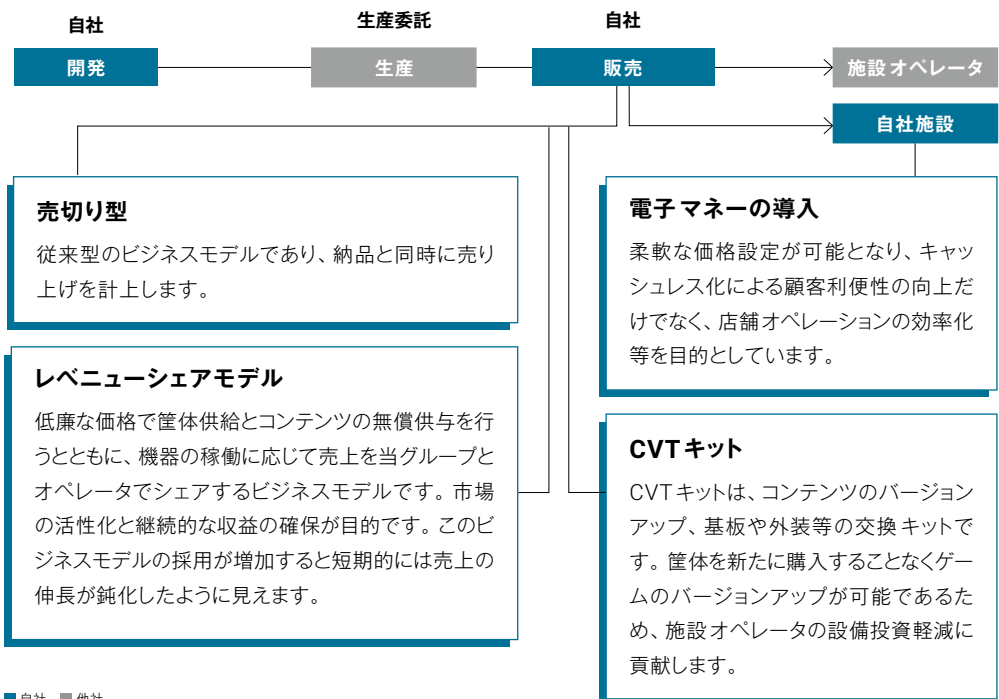 自社
生産委託
自社
開発
生産
販売
施設オペレータ
自社施設
売切り型
従来型のビジネスモデルであり、納品と同時に売り
上げを計上します。
レベニューシェアモデル
低廉な価格で筐体供給とコンテンツの無償供与を行
うとともに、機器の稼働に応じて売上を当グループと
オペレータでシェアするビジネスモデルです。市場
の活性化と継続的な収益の確保が目的です。このビ
ジネスモデルの採用が増加すると短期的には売上の
伸長が鈍化したように見えます。
電子マネーの導入
柔軟な価格設定が可能となり、キャッ
シュレス化による顧客利便性の向上だ
けでなく、店舗オペレーションの効率化
等を目的としています。
CVTキット
CVTキットは、コンテンツのバージョン
アップ、基板や外装等の交換キットで
す。筐体を新たに購入することなくゲー
ムのバージョンアップが可能であるた
め、施設オペレータの設備投資軽減に
貢献します。
自社 他社